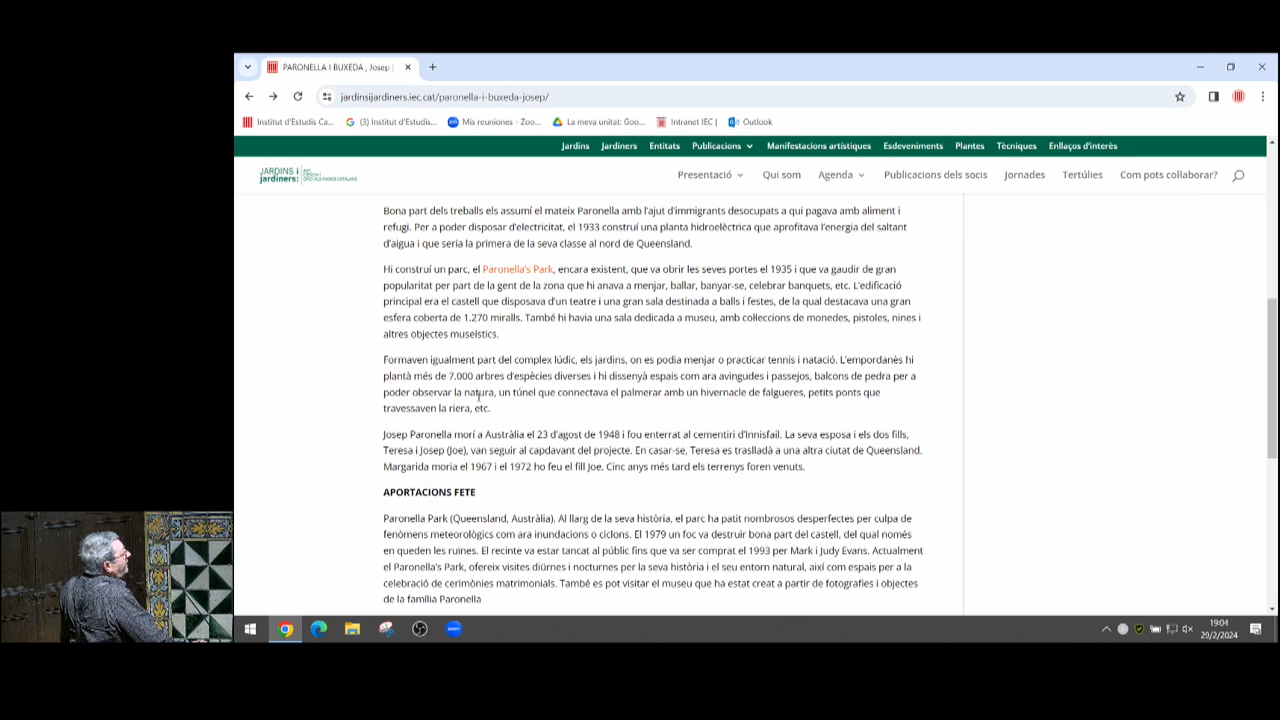 PARONELLA I BUXEDA , Josep |
jardinsijardiners.iec.cat/paronella-i-buxeda-josep/
Institut d'Estudis Ca...
(3) Institut d'Estudis...
Mis reuniones - Zoo...
La meva unitat: Goo...
Intranet IEC |
Outlook
Jardins Jardiners Entitats Publicacions Manifestacions artístiques Esdeveniments Plantes Tècniques Enllaços d'interès
JARDINS i
jardiners:
Presentació Qui som Agenda Publicacions dels socis Jornades Tertúlies Com pots col·laborar?
Bona part dels treballs els assumí el mateix Paronella amb l'ajut d'immigrants desocupats a qui pagava amb aliment i
refugi. Per a poder disposar d'electricitat, el 1933 construí una planta hidroelèctrica que aprofitava l'energia del saltant
d'aigua i que seria la primera de la seva classe al nord de Queensland.
Hi construí un parc, el Paronella's Park, encara existent, que va obrir les seves portes el 1935 i que va gaudir de gran
popularitat per part de la gent de la zona que hi anava a menjar, ballar, banyar-se, celebrar banquets, etc. L'edificació
principal era el castell que disposava d'un teatre i una gran sala destinada a balls i festes, de la qual destacava una gran
esfera coberta de 1.270 miralls. També hi havia una sala dedicada a museu, amb col·leccions de monedes, pistoles, nines i
altres objectes museístics.
Formaven igualment part del complex lúdic, els jardins, on es podia menjar o practicar tennis i natació. L'empordanès hi
plantà més de 7.000 arbres d'espècies diverses i hi dissenyà espais com ara avingudes i passejos, balcons de pedra per a
poder observar la natura, un túnel que connectava el palmerar amb un hivernacle de falgueres, petits ponts que
travessaven la riera, etc.
Josep Paronella morí a Austràlia el 23 d'agost de 1948 i fou enterrat al cementiri d'Innisfail. La seva esposa i els dos fills,
Teresa i Josep (Joe), van seguir al capdavant del projecte. En casar-se, Teresa es traslladà a una altra ciutat de Queensland.
Margarida moria el 1967 i el 1972 ho feu el fill Joe. Cinc anys més tard els terrenys foren venuts.
APORTACIONS FETE
Paronella Park (Queensland, Austràlia). Al llarg de la seva història, el parc ha patit nombrosos desperfectes per culpa de
fenòmens meteorològics com ara inundacions o ciclons. El 1979 un foc va destruir bona part del castell, del qual només
en queden les ruïnes. El recinte va estar tancat al públic fins que va ser comprat el 1993 per Mark i Judy Evans. Actualment
el Paronella's Park, ofereix visites diürnes i nocturnes per la seva història i el seu entorn natural, així com espais per a la
celebració de cerimònies matrimonials. També es pot visitar el museu que ha estat creat a partir de fotografies i objectes
de la família Paronella
zoom
19:04
29/2/2024